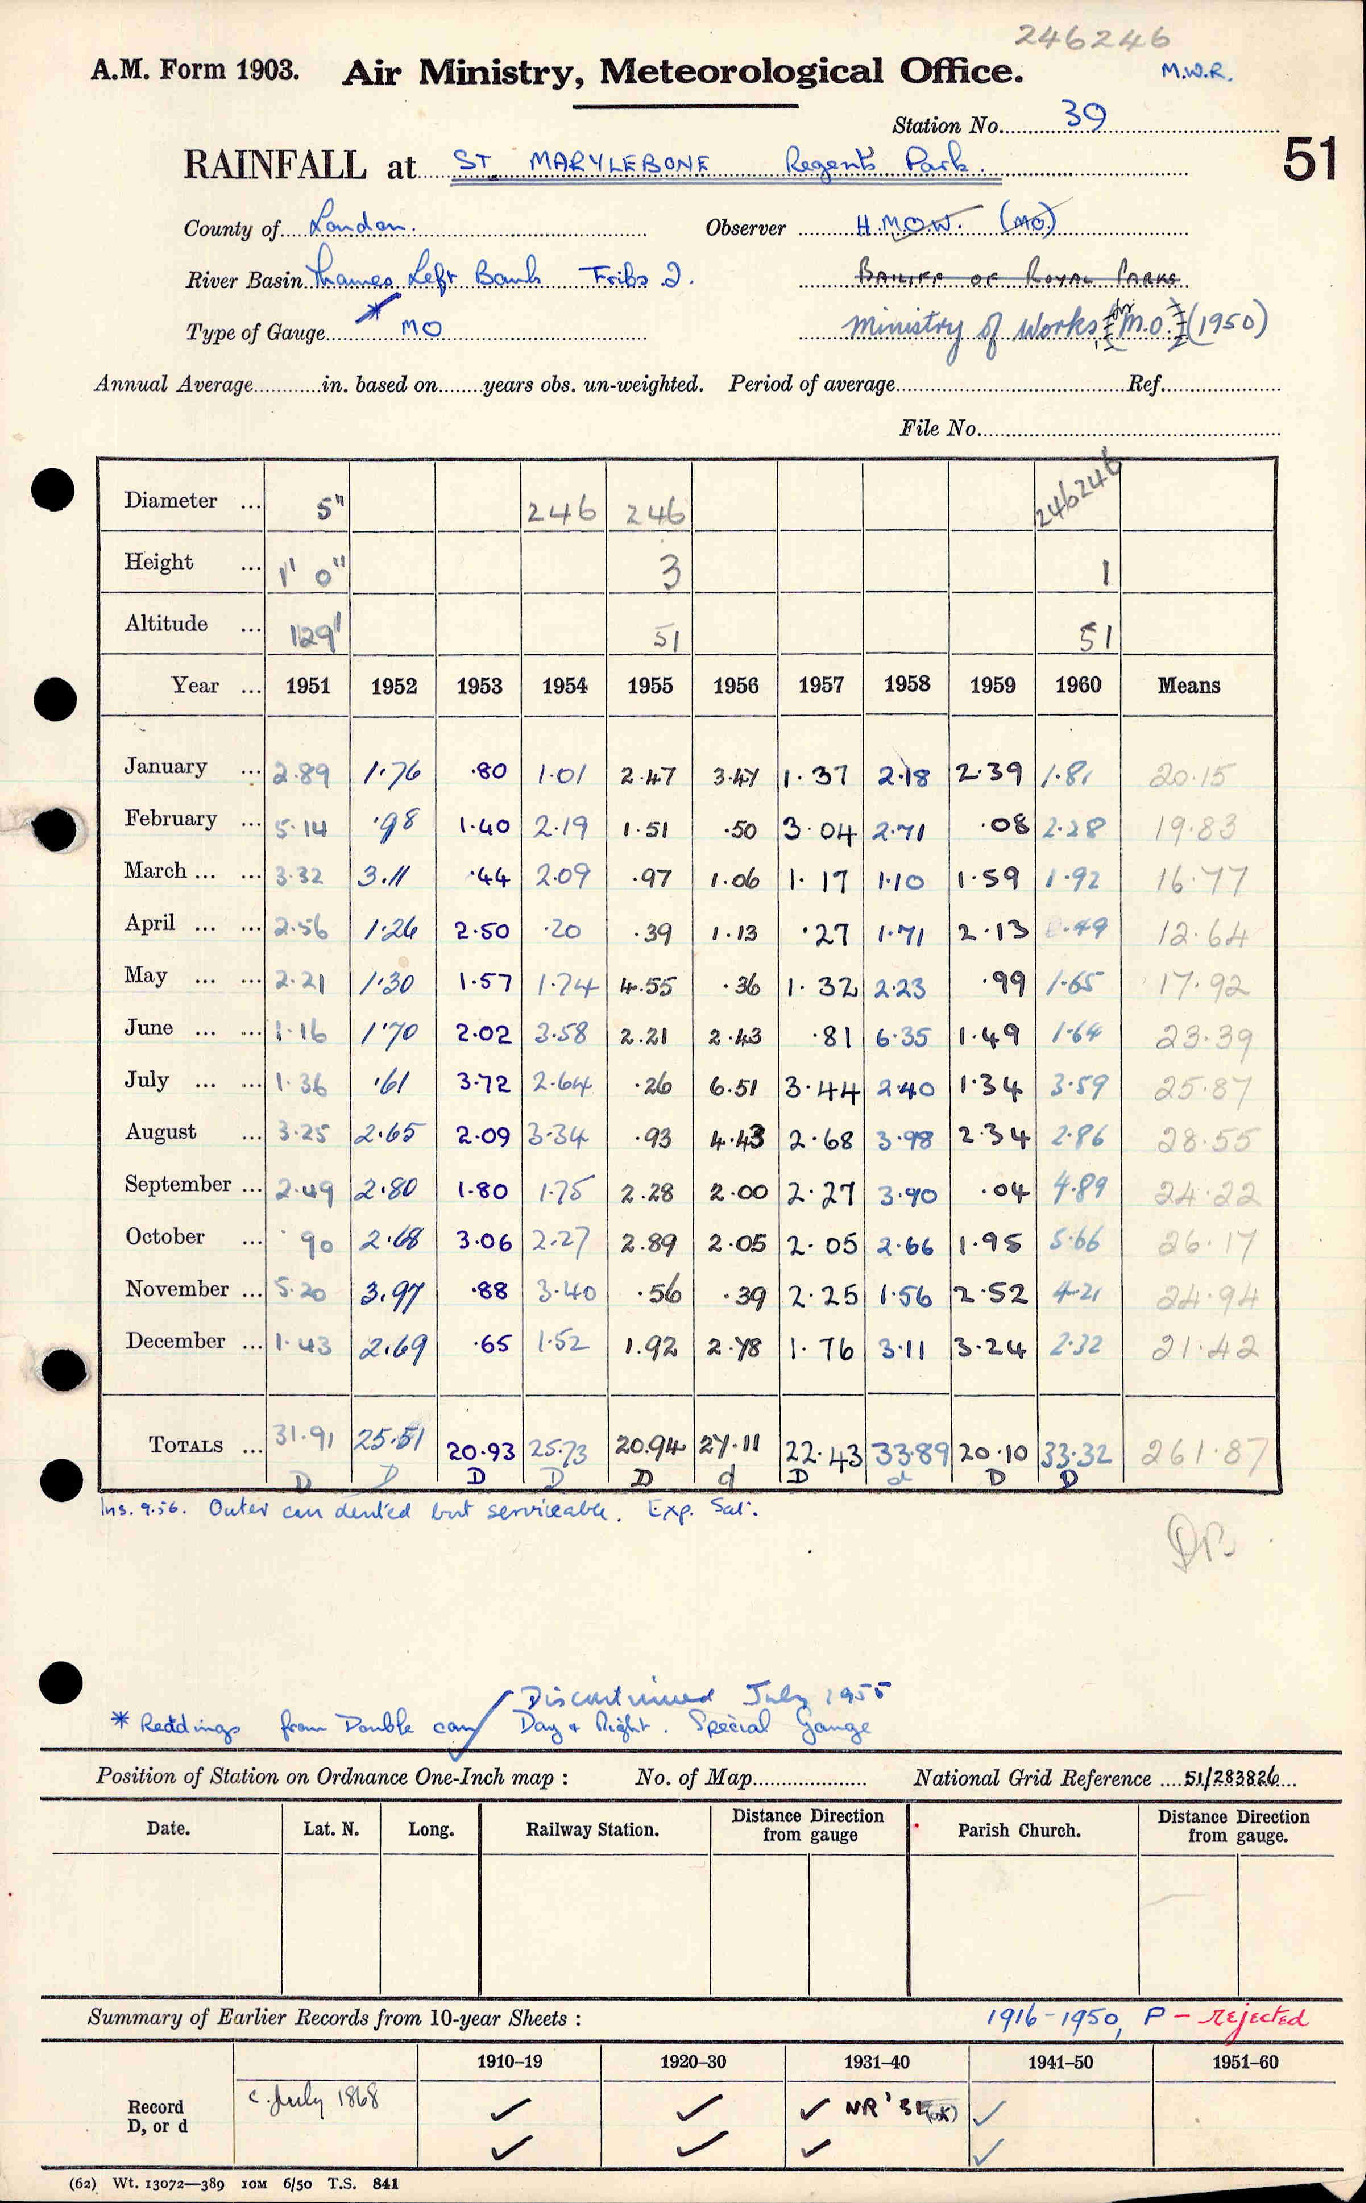 246246
A.M. Form 1903. Air Ministry, Meteorological Office. M.W.R.
Station No. 39
51
RAINFALL at ST. MARYLEBONE Regent's Park.
County of London. Observer H.M.O.W. (MO)
River Basin Thames Left Bank Tribs 2. BAILIFF OF ROYAL PARKS
Type of Gauge * MO Ministry of Works for M.O. (1950)
Annual Average in. based on years obs. un-weighted. Period of average Ref.
File No.
Diameter ... 5" 246 246 246246
Height ... 1' 0" 3 1
Altitude ... 129' 51 51
Year ... 1951 1952 1953 1954 1955 1956 1957 1958 1959 1960 Means
January ... 2.89 1.76 .80 1.01 2.47 3.47 1.37 2.18 2.39 1.81 20.15
February ... 5.14 .98 1.40 2.19 1.51 .50 3.04 2.71 .08 2.28 19.83
March ... ... 3.32 3.11 .44 2.09 .97 1.06 1.17 1.10 1.59 1.92 16.77
April ... ... 2.56 1.26 2.50 .20 .39 1.13 .27 1.71 2.13 .49 12.64
May ... ... 2.21 1.30 1.57 1.74 4.55 .36 1.32 2.23 .99 1.65 17.92
June ... ... 1.16 1.70 2.02 3.58 2.21 2.43 .81 6.35 1.49 1.64 23.39
July ... ... 1.36 .61 3.72 2.64 .26 6.51 3.44 2.40 1.34 3.59 25.87
August ... 3.25 2.65 2.09 3.34 .93 4.43 2.68 3.98 2.34 2.86 28.55
September ... 2.49 2.80 1.80 1.75 2.28 2.00 2.27 3.90 .04 4.89 24.22
October ... .90 2.68 3.06 2.27 2.89 2.05 2.05 2.66 1.95 5.66 26.17
November ... 5.20 3.97 .88 3.40 .56 .39 2.25 1.56 2.52 4.21 24.94
December ... 1.43 2.69 .65 1.52 1.92 2.78 1.76 3.11 3.24 2.32 21.42
TOTALS ... 31.91 25.51 20.93 25.73 20.94 27.11 22.43 33.89 20.10 33.32 261.87
D D D D D d D d D D
Ins. 9.56. Outer can dented but serviceable. Exp. Sat.
DB
Discontinued July 1955
* Readings from Double can Day & Night. Special Gauge
Position of Station on Ordnance One-Inch map : No. of Map National Grid Reference 51/283826
Date. Lat. N. Long. Railway Station. Distance Direction from gauge Parish Church. Distance Direction from gauge.
Summary of Earlier Records from 10-year Sheets : 1916-1950, P - rejected
1910–19 1920–30 1931–40 1941–50 1951–60
Record D, or d c. July 1868 ✓ ✓ ✓ NR '31 (OK) ✓
✓ ✓ ✓ ✓
(62) Wt. 13072—389 10M 6/50 T.S. 841